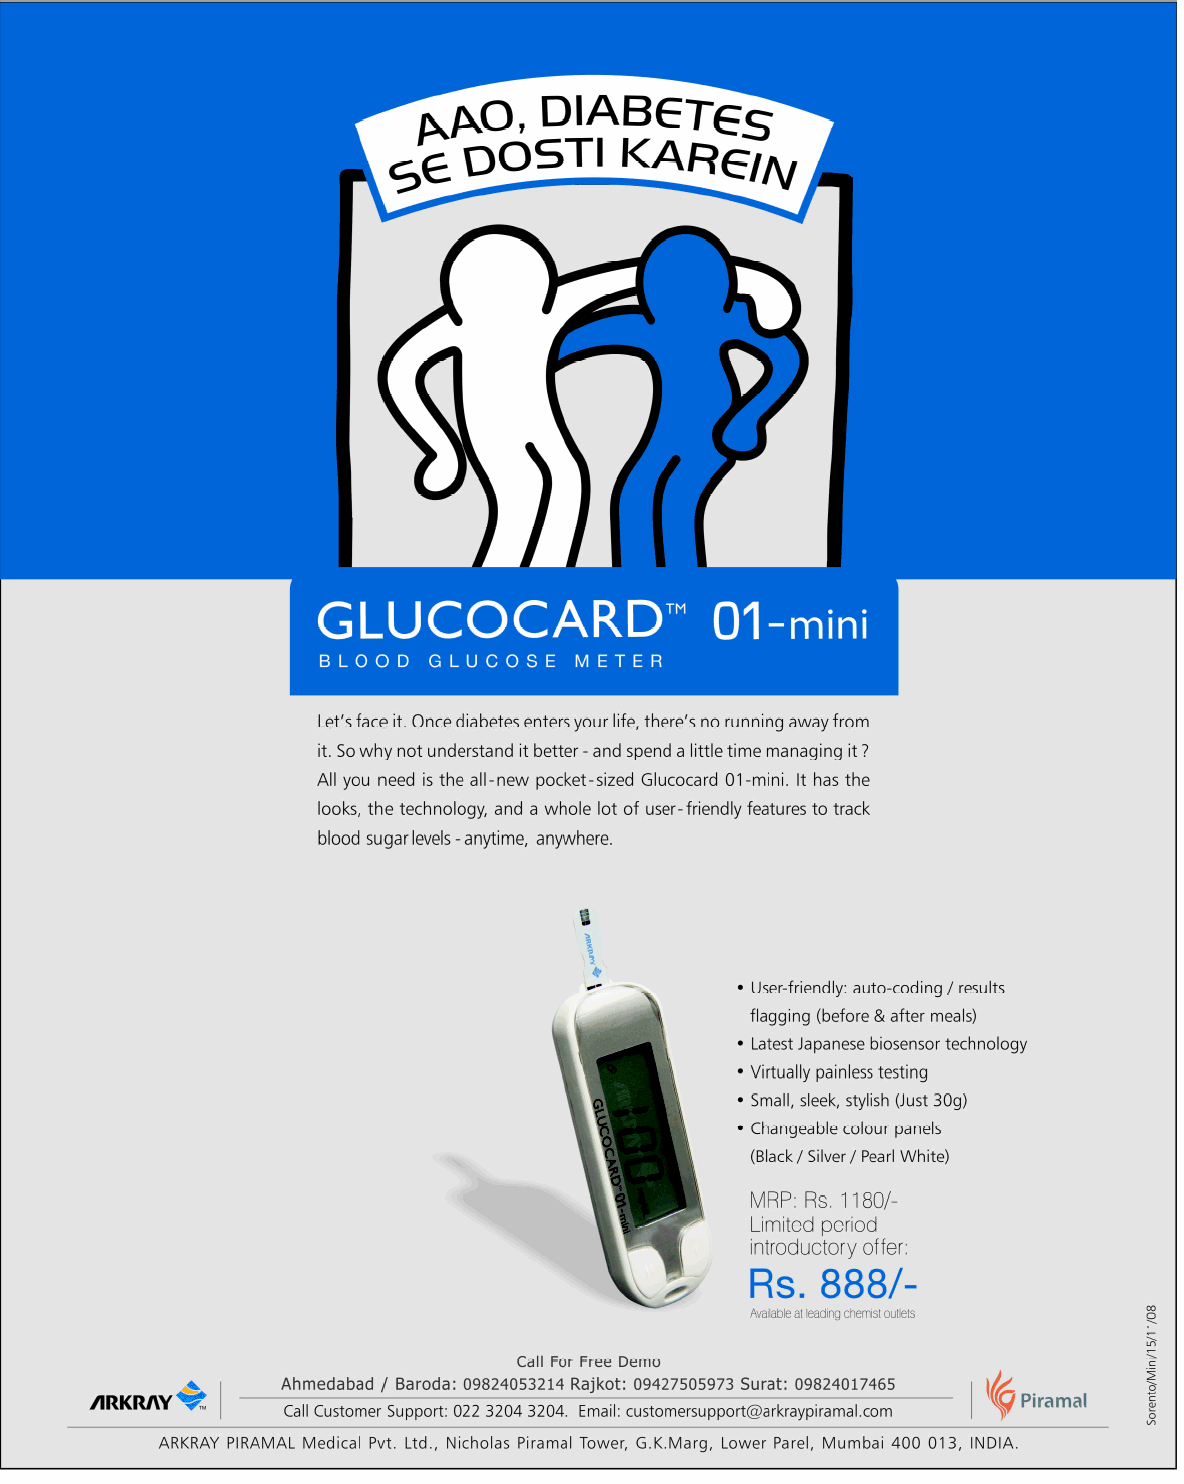 AAO, DIABETES
SE DOSTI KAREIN
GLUCOCARD™ 01-mini
BLOOD GLUCOSE METER
Let's face it. Once diabetes enters your life, there's no running away from
it. So why not understand it better - and spend a little time managing it ?
All you need is the all-new pocket-sized Glucocard 01-mini. It has the
looks, the technology, and a whole lot of user-friendly features to track
blood sugar levels - anytime, anywhere.
ARKRAY
GLUCOCARD™ 01-mini
100
• User-friendly: auto-coding / results
flagging (before & after meals)
• Latest Japanese biosensor technology
• Virtually painless testing
• Small, sleek, stylish (Just 30g)
• Changeable colour panels
(Black / Silver / Pearl White)
MRP: Rs. 1180/-
Limited period
introductory offer:
Rs. 888/-
Available at leading chemist outlets
Call For Free Demo
Ahmedabad / Baroda: 09824053214 Rajkot: 09427505973 Surat: 09824017465
Call Customer Support: 022 3204 3204. Email: customersupport@arkraypiramal.com
ARKRAY™
Piramal
ARKRAY PIRAMAL Medical Pvt. Ltd., Nicholas Piramal Tower, G.K.Marg, Lower Parel, Mumbai 400 013, INDIA.